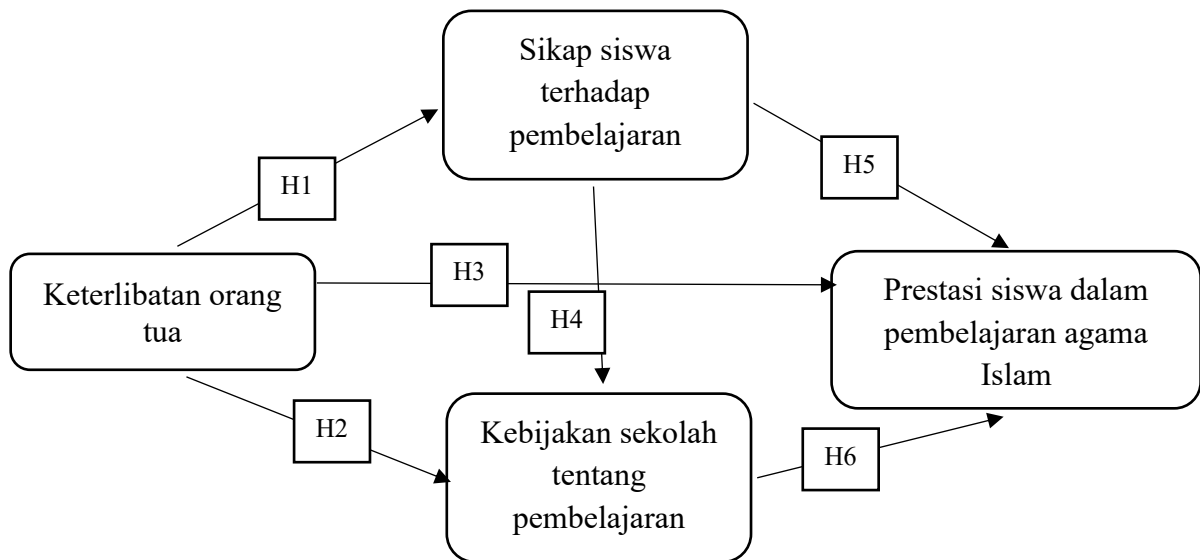 Sikap siswa
terhadap
pembelajaran
H1
H5
Keterlibatan orang
tua
H3
H4
Prestasi siswa dalam
pembelajaran agama
Islam
H2
Kebijakan sekolah
tentang
pembelajaran
H6